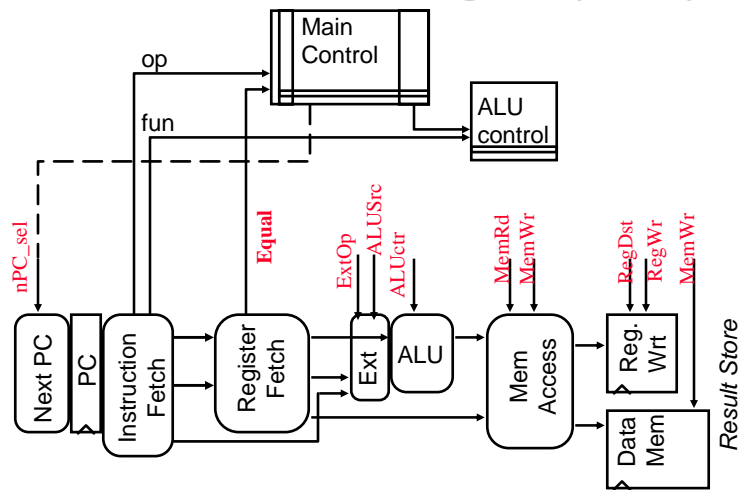 Main
Control
op
ALU
control
fun
nPC_sel
Equal
ExtOp
ALUSrc
ALUctr
MemRd
MemWr
RegDst
RegWr
MemWr
Next PC
PC
Instruction
Fetch
Register
Fetch
Ext
ALU
Mem
Access
Reg.
Wrt
Data
Mem
Result Store